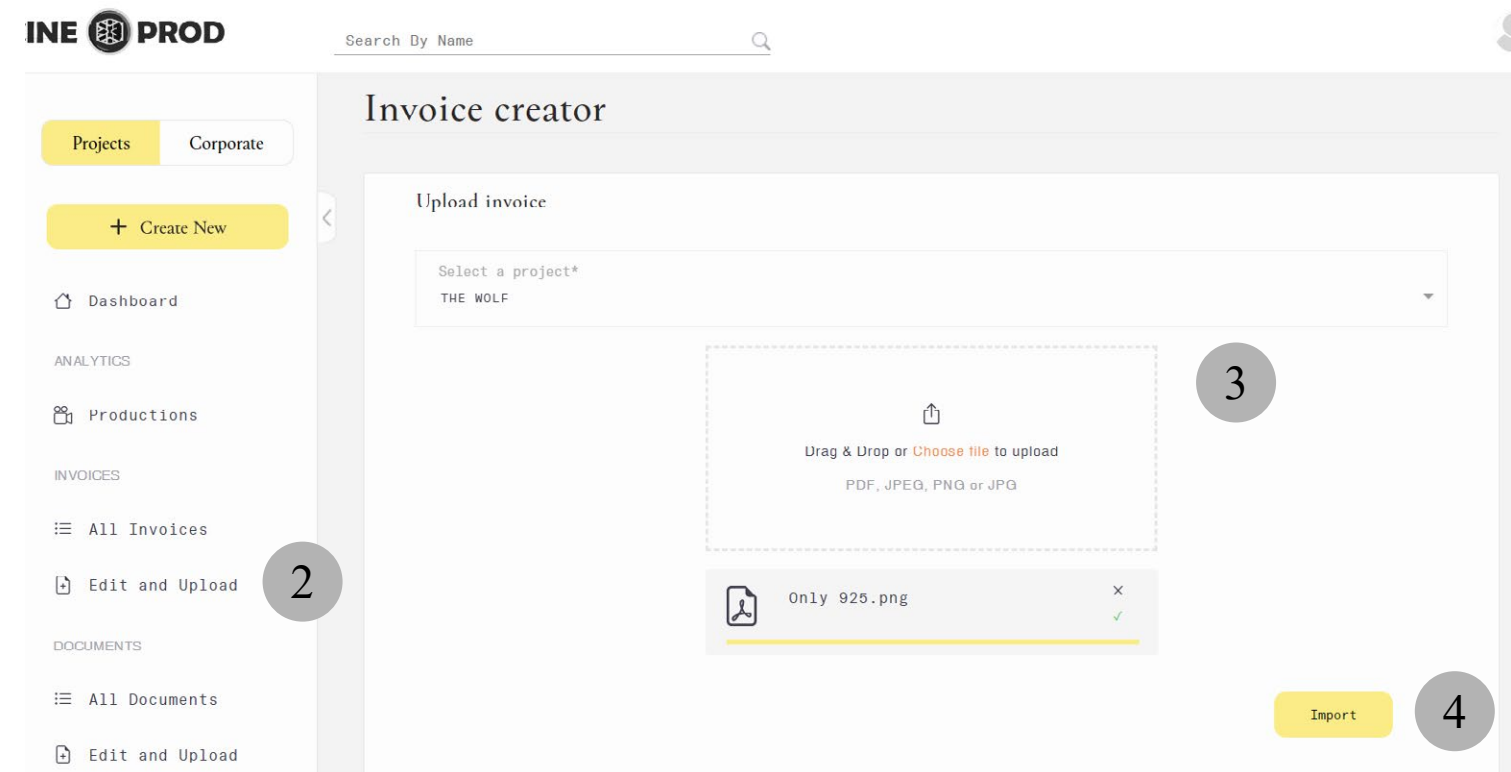 INE PROD
Search By Name
Invoice creator
Projects
Corporate
+ Create New
Upload invoice
Select a project*
THE WOLF
Dashboard
ANALYTICS
3
Productions
Drag & Drop or Choose file to upload
PDF, JPEG, PNG or JPG
INVOICES
All Invoices
Edit and Upload
2
Only 925.png
DOCUMENTS
All Documents
Import
4
Edit and Upload